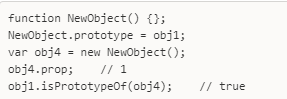 function NewObject() {};
NewObject.prototype = obj1;
var obj4 = new NewObject();
obj4.prop;    // 1
obj1.isPrototypeOf(obj4);    // true